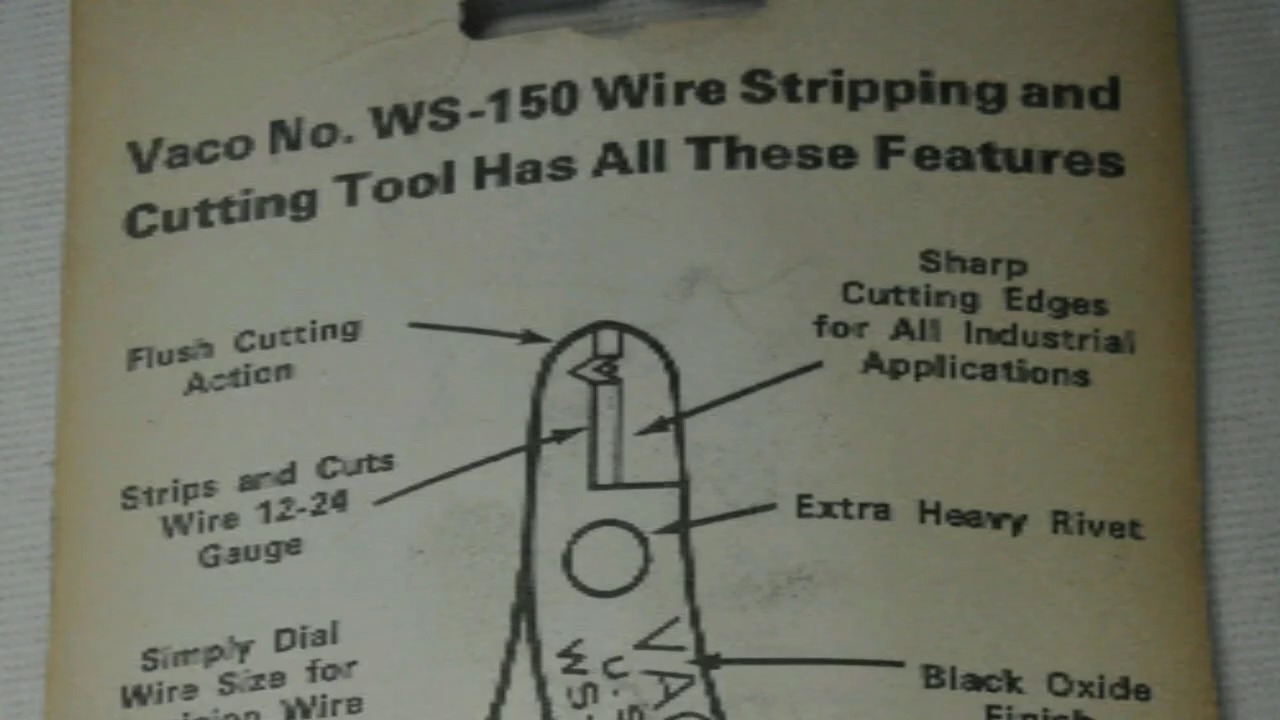 Vaco No. WS-150 Wire Stripping and
Cutting Tool Has All These Features
Flush Cutting
Action
Sharp
Cutting Edges
for All Industrial
Applications
Strips and Cuts
Wire 12-24
Gauge
Extra Heavy Rivet
Simply Dial
Wire Size for
Wire
Black Oxide
Finish
VACO
U.S
WS-